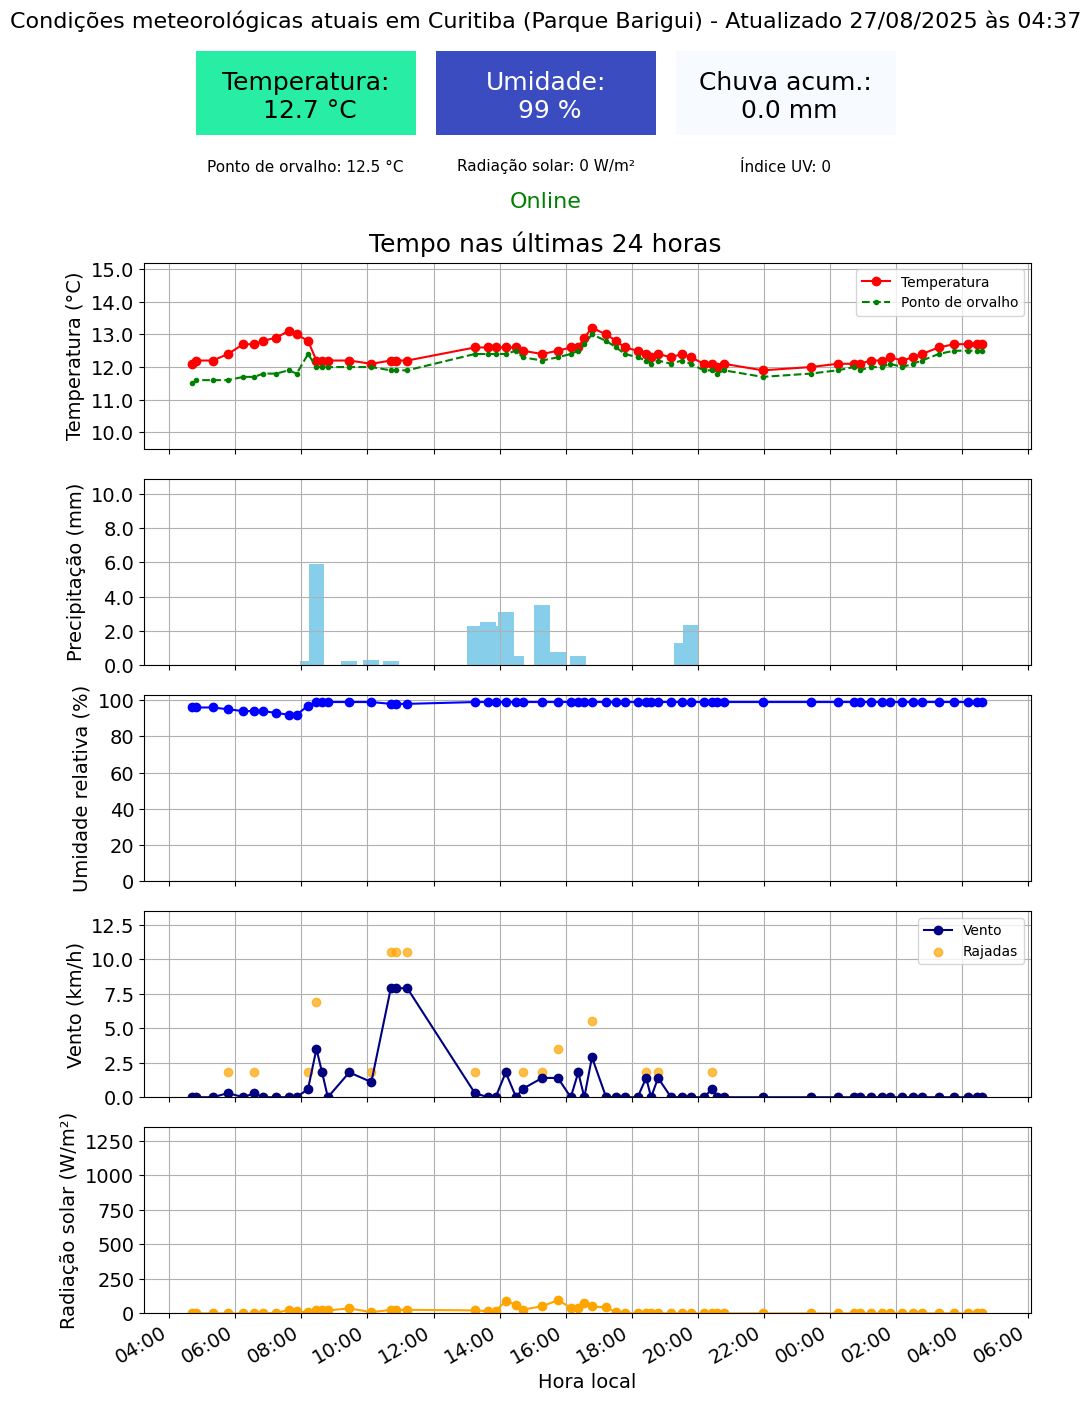 Condições meteorológicas atuais em Curitiba (Parque Barigui) - Atualizado 27/08/2025 às 04:37
Temperatura:
12.7 °C
Umidade:
99 %
Chuva acum.:
0.0 mm
Ponto de orvalho: 12.5 °C
Radiação solar: 0 W/m²
Índice UV: 0
Online
Tempo nas últimas 24 horas
Temperatura (°C)
15.0
14.0
13.0
12.0
11.0
10.0
Temperatura
Ponto de orvalho
Precipitação (mm)
10.0
8.0
6.0
4.0
2.0
0.0
Umidade relativa (%)
100
80
60
40
20
0
Vento (km/h)
12.5
10.0
7.5
5.0
2.5
0.0
Vento
Rajadas
Radiação solar (W/m²)
1250
1000
750
500
250
0
04:00
06:00
08:00
10:00
12:00
14:00
16:00
18:00
20:00
22:00
00:00
02:00
04:00
06:00
Hora local